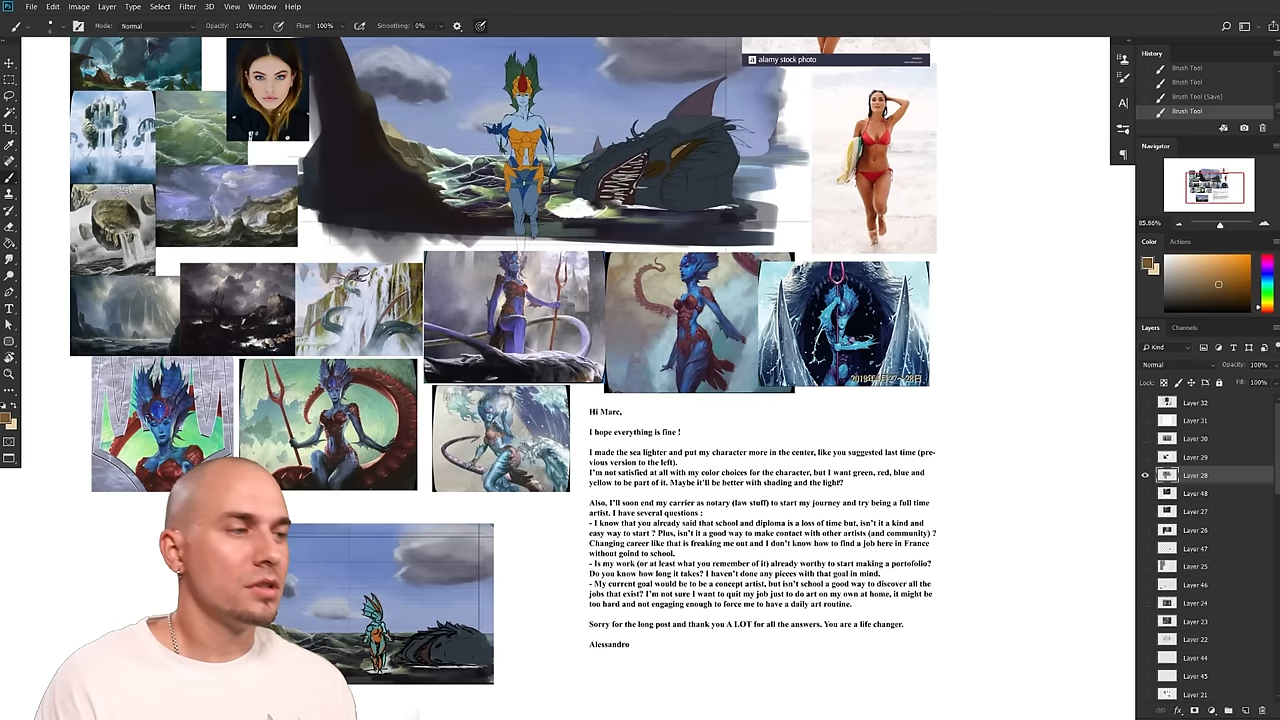 Ps File Edit Image Layer Type Select Filter 3D View Window Help
Mode: Normal Opacity: 100% Flow: 100% Smoothing: 0%
a alamy stock photo
History
Brush Tool
Brush Tool
Brush Tool (Save)
Brush Tool
Navigator
85.86%
Color Actions
Layers Channels
Kind
Normal Opacity: 100%
Lock: Fill: 100%
Layer 32
Layer 31
Layer 30
Layer 29
Layer 28
Layer 48
Layer 27
Layer 26
Layer 47
Layer 25
Layer 46
Layer 24
Layer 23
Layer 22
Layer 44
Layer 45
Layer 21
Hi Marc,
I hope everything is fine !
I made the sea lighter and put my character more in the center, like you suggested last time (pre-
vious version to the left).
I'm not satisfied at all with my color choices for the character, but I want green, red, blue and
yellow to be part of it. Maybe it'll be better with shading and the light?
Also, I'll soon end my carrier as notary (law stuff) to start my journey and try being a full time
artist. I have several questions :
- I know that you already said that school and diploma is a loss of time but, isn't it a kind and
easy way to start ? Plus, isn't it a good way to make contact with other artists (and community) ?
Changing career like that is freaking me out and I don't know how to find a job here in France
without goind to school.
- Is my work (or at least what you remember of it) already worthy to start making a portofolio?
Do you know how long it takes? I haven't done any pieces with that goal in mind.
- My current goal would be to be a concept artist, but isn't school a good way to discover all the
jobs that exist? I'm not sure I want to quit my job just to do art on my own at home, it might be
too hard and not engaging enough to force me to have a daily art routine.
Sorry for the long post and thank you A LOT for all the answers. You are a life changer.
Alessandro